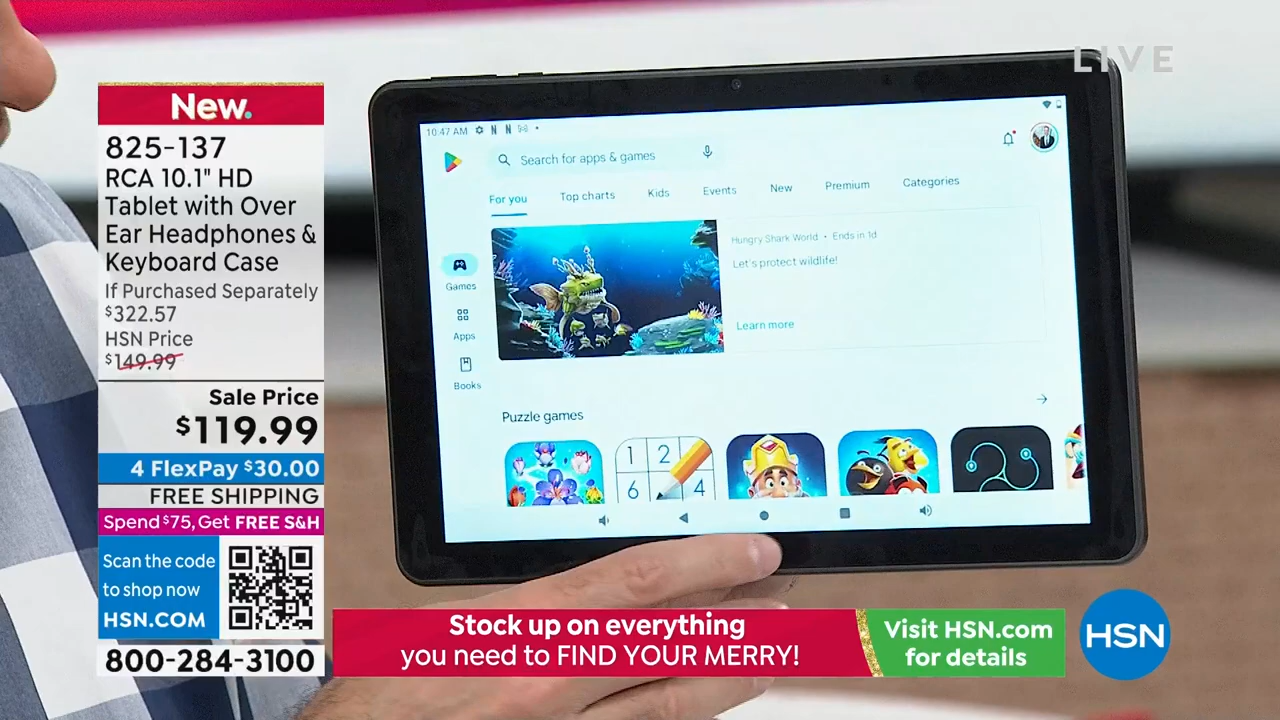 LIVE
New.
825-137
RCA 10.1" HD
Tablet with Over
Ear Headphones &
Keyboard Case
If Purchased Separately
$322.57
HSN Price
$149.99
Sale Price
$119.99
4 FlexPay $30.00
FREE SHIPPING
Spend $75, Get FREE S&H
Scan the code
to shop now
HSN.COM
800-284-3100
10:47 AM
Search for apps & games
For you Top charts Kids Events New Premium Categories
Hungry Shark World • Ends in 1d
Let's protect wildlife!
Learn more
Games
Apps
Books
Puzzle games
1 2
6 4
Stock up on everything
you need to FIND YOUR MERRY!
Visit HSN.com
for details
HSN